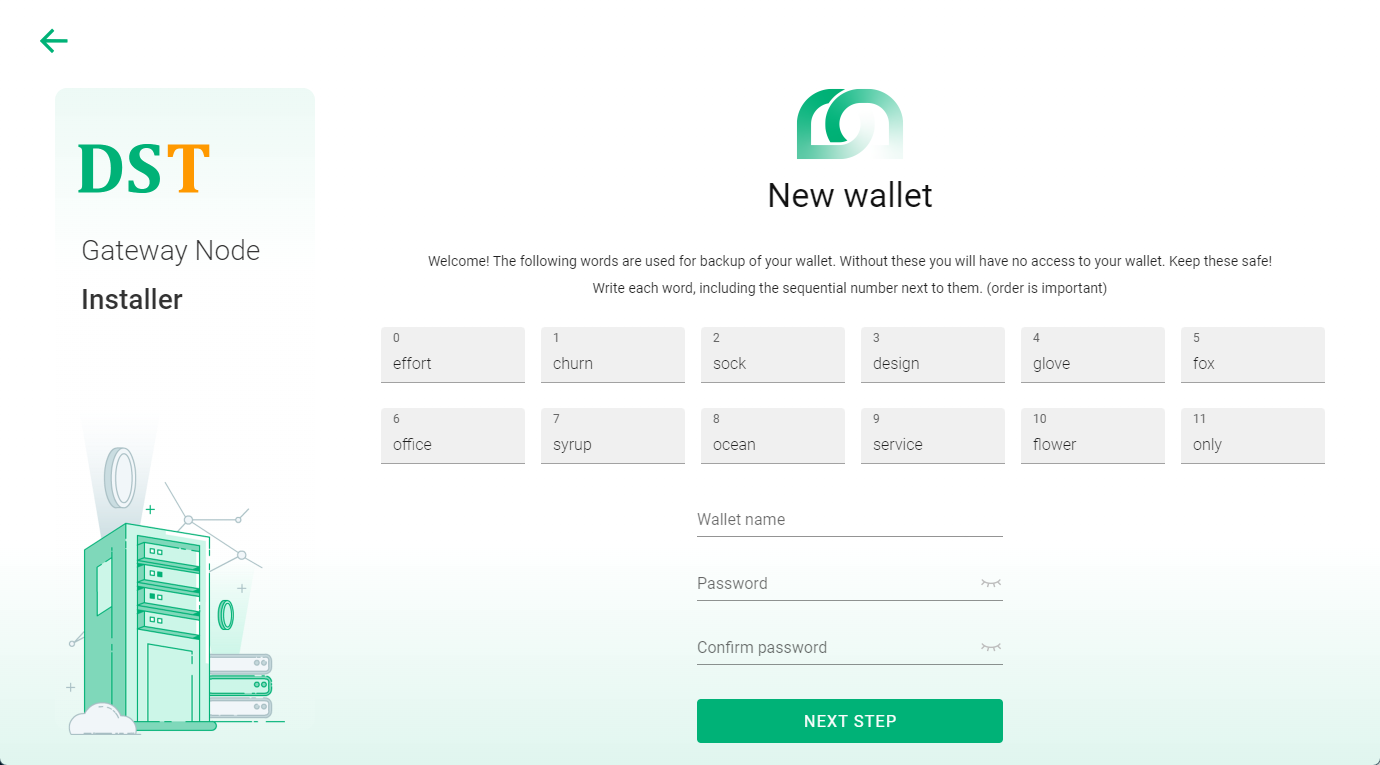 DST
Gateway Node
Installer
New wallet
Welcome! The following words are used for backup of your wallet. Without these you will have no access to your wallet. Keep these safe!
Write each word, including the sequential number next to them. (order is important)
0 1 2 3 4 5
effort churn sock design glove fox
6 7 8 9 10 11
office syrup ocean service flower only
Wallet name
Password
Confirm password
NEXT STEP